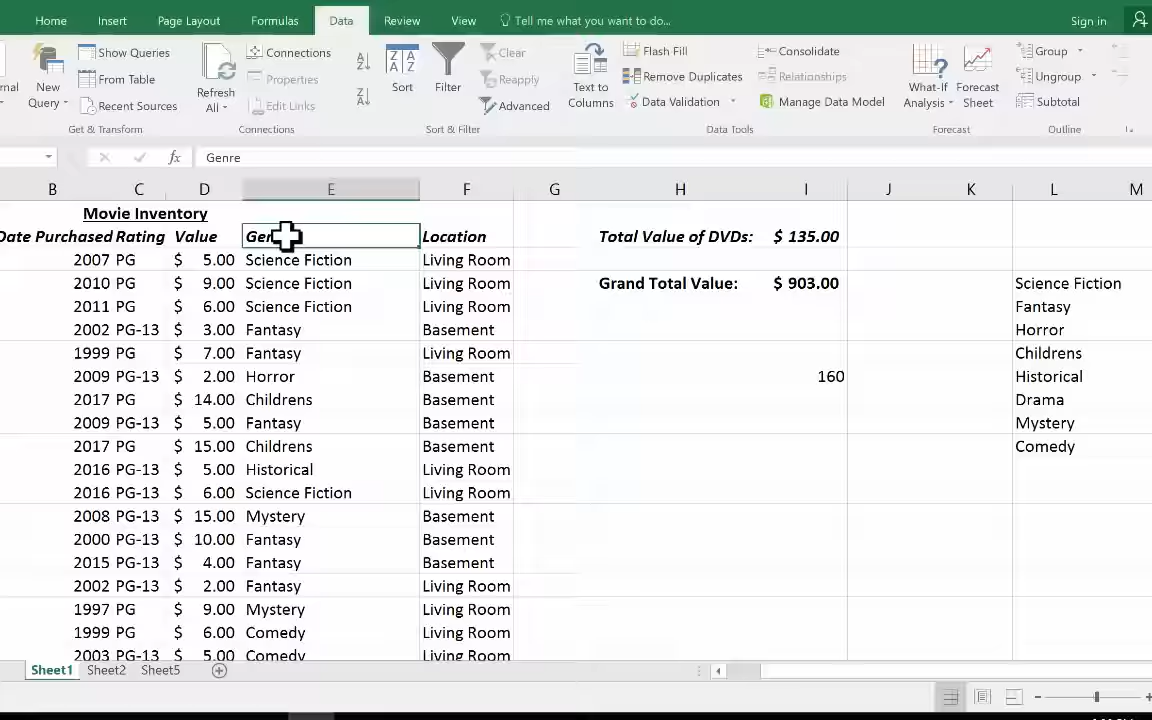 Home Insert Page Layout Formulas Data Review View Tell me what you want to do... Sign in
Show Queries Connections Clear Flash Fill Consolidate Group
From Table Properties Reapply Remove Duplicates Relationships Ungroup
Recent Sources Edit Links Advanced Data Validation Manage Data Model Subtotal
New Query Refresh All Sort Filter Text to Columns What-If Analysis Forecast Sheet
Get & Transform Connections Sort & Filter Data Tools Forecast Outline
fx Genre
B C D E F G H I J K L M
Movie Inventory
Date Purchased Rating Value Location Total Value of DVDs: $ 135.00
2007 PG $ 5.00 Science Fiction Living Room
2010 PG $ 9.00 Science Fiction Living Room Grand Total Value: $ 903.00 Science Fiction
2011 PG $ 6.00 Science Fiction Living Room Fantasy
2002 PG-13 $ 3.00 Fantasy Basement Horror
1999 PG $ 7.00 Fantasy Living Room Childrens
2009 PG-13 $ 2.00 Horror Basement 160 Historical
2017 PG $ 14.00 Childrens Basement Drama
2009 PG-13 $ 5.00 Fantasy Basement Mystery
2017 PG $ 15.00 Childrens Basement Comedy
2016 PG-13 $ 5.00 Historical Living Room
2016 PG-13 $ 6.00 Science Fiction Living Room
2008 PG-13 $ 15.00 Mystery Basement
2000 PG-13 $ 10.00 Fantasy Basement
2015 PG-13 $ 4.00 Fantasy Basement
2002 PG-13 $ 2.00 Fantasy Living Room
1997 PG $ 9.00 Mystery Living Room
1999 PG $ 6.00 Comedy Living Room
2003 PG-13 $ 5.00 Comedy Living Room
Sheet1 Sheet2 Sheet5